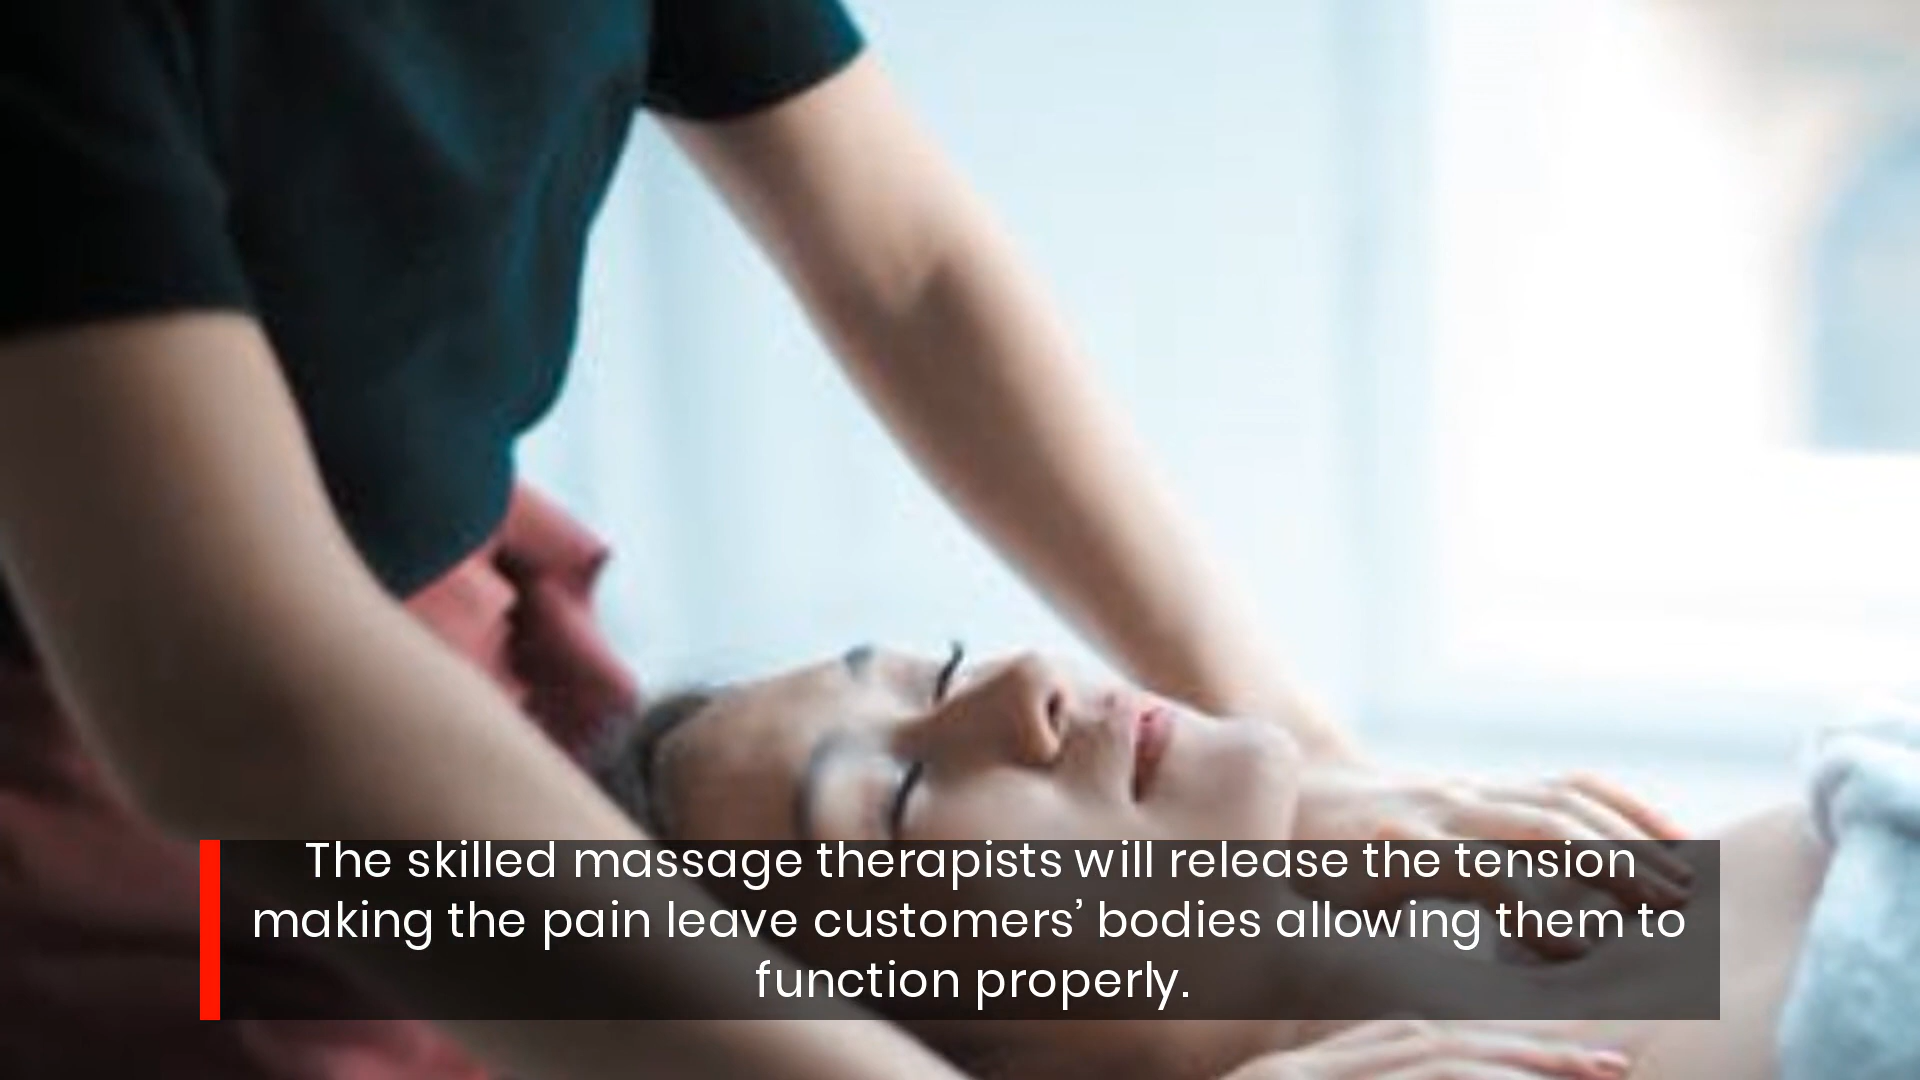 The skilled massage therapists will release the tension
making the pain leave customers’ bodies allowing them to
function properly.